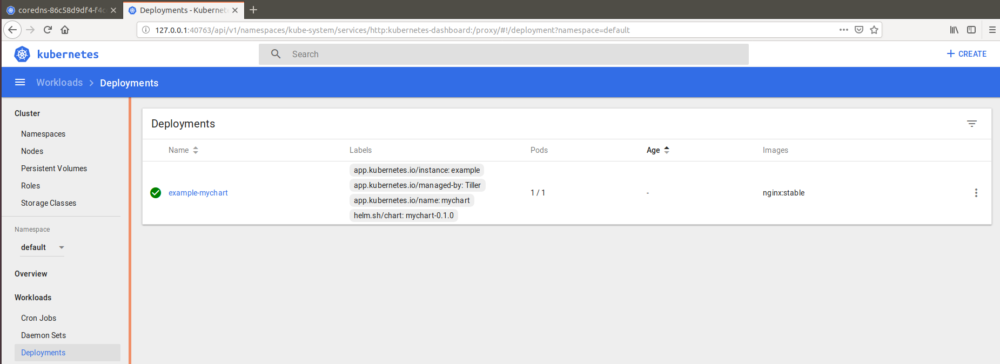 coredns-86c58d9df4-f4c
Deployments - Kubernet
127.0.0.1:40763/api/v1/namespaces/kube-system/services/http:kubernetes-dashboard:/proxy/#!/deployment?namespace=default
kubernetes
Search
CREATE
Workloads
Deployments
Cluster
Namespaces
Nodes
Persistent Volumes
Roles
Storage Classes
Namespace
default
Overview
Workloads
Cron Jobs
Daemon Sets
Deployments
Deployments
Name Labels Pods Age Images
example-mychart
app.kubernetes.io/instance: example
app.kubernetes.io/managed-by: Tiller
app.kubernetes.io/name: mychart
helm.sh/chart: mychart-0.1.0
1 / 1
-
nginx:stable